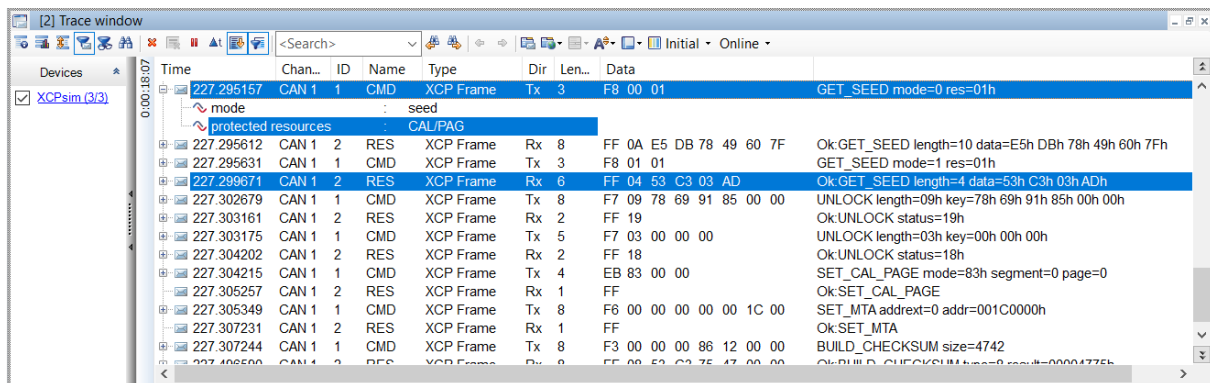 [2] Trace window
<Search>
Initial
Online
Devices
XCPsim (3/3)
0:00:18:07
Time Chan... ID Name Type Dir Len... Data
227.295157 CAN 1 1 CMD XCP Frame Tx 3 F8 00 01 GET_SEED mode=0 res=01h
mode : seed
protected resources : CAL/PAG
227.295612 CAN 1 2 RES XCP Frame Rx 8 FF 0A E5 DB 78 49 60 7F Ok:GET_SEED length=10 data=E5h DBh 78h 49h 60h 7Fh
227.295631 CAN 1 1 CMD XCP Frame Tx 3 F8 01 01 GET_SEED mode=1 res=01h
227.299671 CAN 1 2 RES XCP Frame Rx 6 FF 04 53 C3 03 AD Ok:GET_SEED length=4 data=53h C3h 03h ADh
227.302679 CAN 1 1 CMD XCP Frame Tx 8 F7 09 78 69 91 85 00 00 UNLOCK length=09h key=78h 69h 91h 85h 00h 00h
227.303161 CAN 1 2 RES XCP Frame Rx 2 FF 19 Ok:UNLOCK status=19h
227.303175 CAN 1 1 CMD XCP Frame Tx 5 F7 03 00 00 00 UNLOCK length=03h key=00h 00h 00h
227.304202 CAN 1 2 RES XCP Frame Rx 2 FF 18 Ok:UNLOCK status=18h
227.304215 CAN 1 1 CMD XCP Frame Tx 4 EB 83 00 00 SET_CAL_PAGE mode=83h segment=0 page=0
227.305257 CAN 1 2 RES XCP Frame Rx 1 FF Ok:SET_CAL_PAGE
227.305349 CAN 1 1 CMD XCP Frame Tx 8 F6 00 00 00 00 00 1C 00 SET_MTA addrext=0 addr=001C0000h
227.307231 CAN 1 2 RES XCP Frame Rx 1 FF Ok:SET_MTA
227.307244 CAN 1 1 CMD XCP Frame Tx 8 F3 00 00 00 86 12 00 00 BUILD_CHECKSUM size=4742